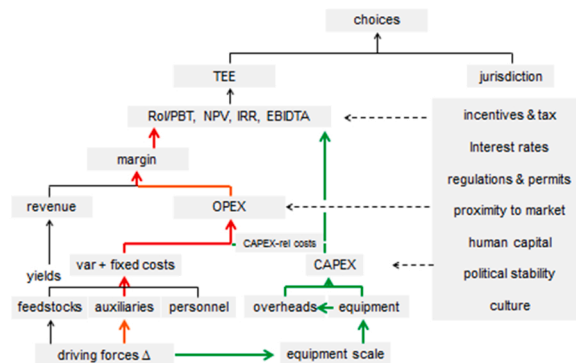 choices
TEE
jurisdiction
RoI/PBT, NPV, IRR, EBIDTA
incentives & tax
Interest rates
margin
regulations & permits
revenue
OPEX
proximity to market
CAPEX-rel costs
human capital
yields
var + fixed costs
CAPEX
political stability
feedstocks
auxiliaries
personnel
overheads
equipment
culture
driving forces Δ
equipment scale